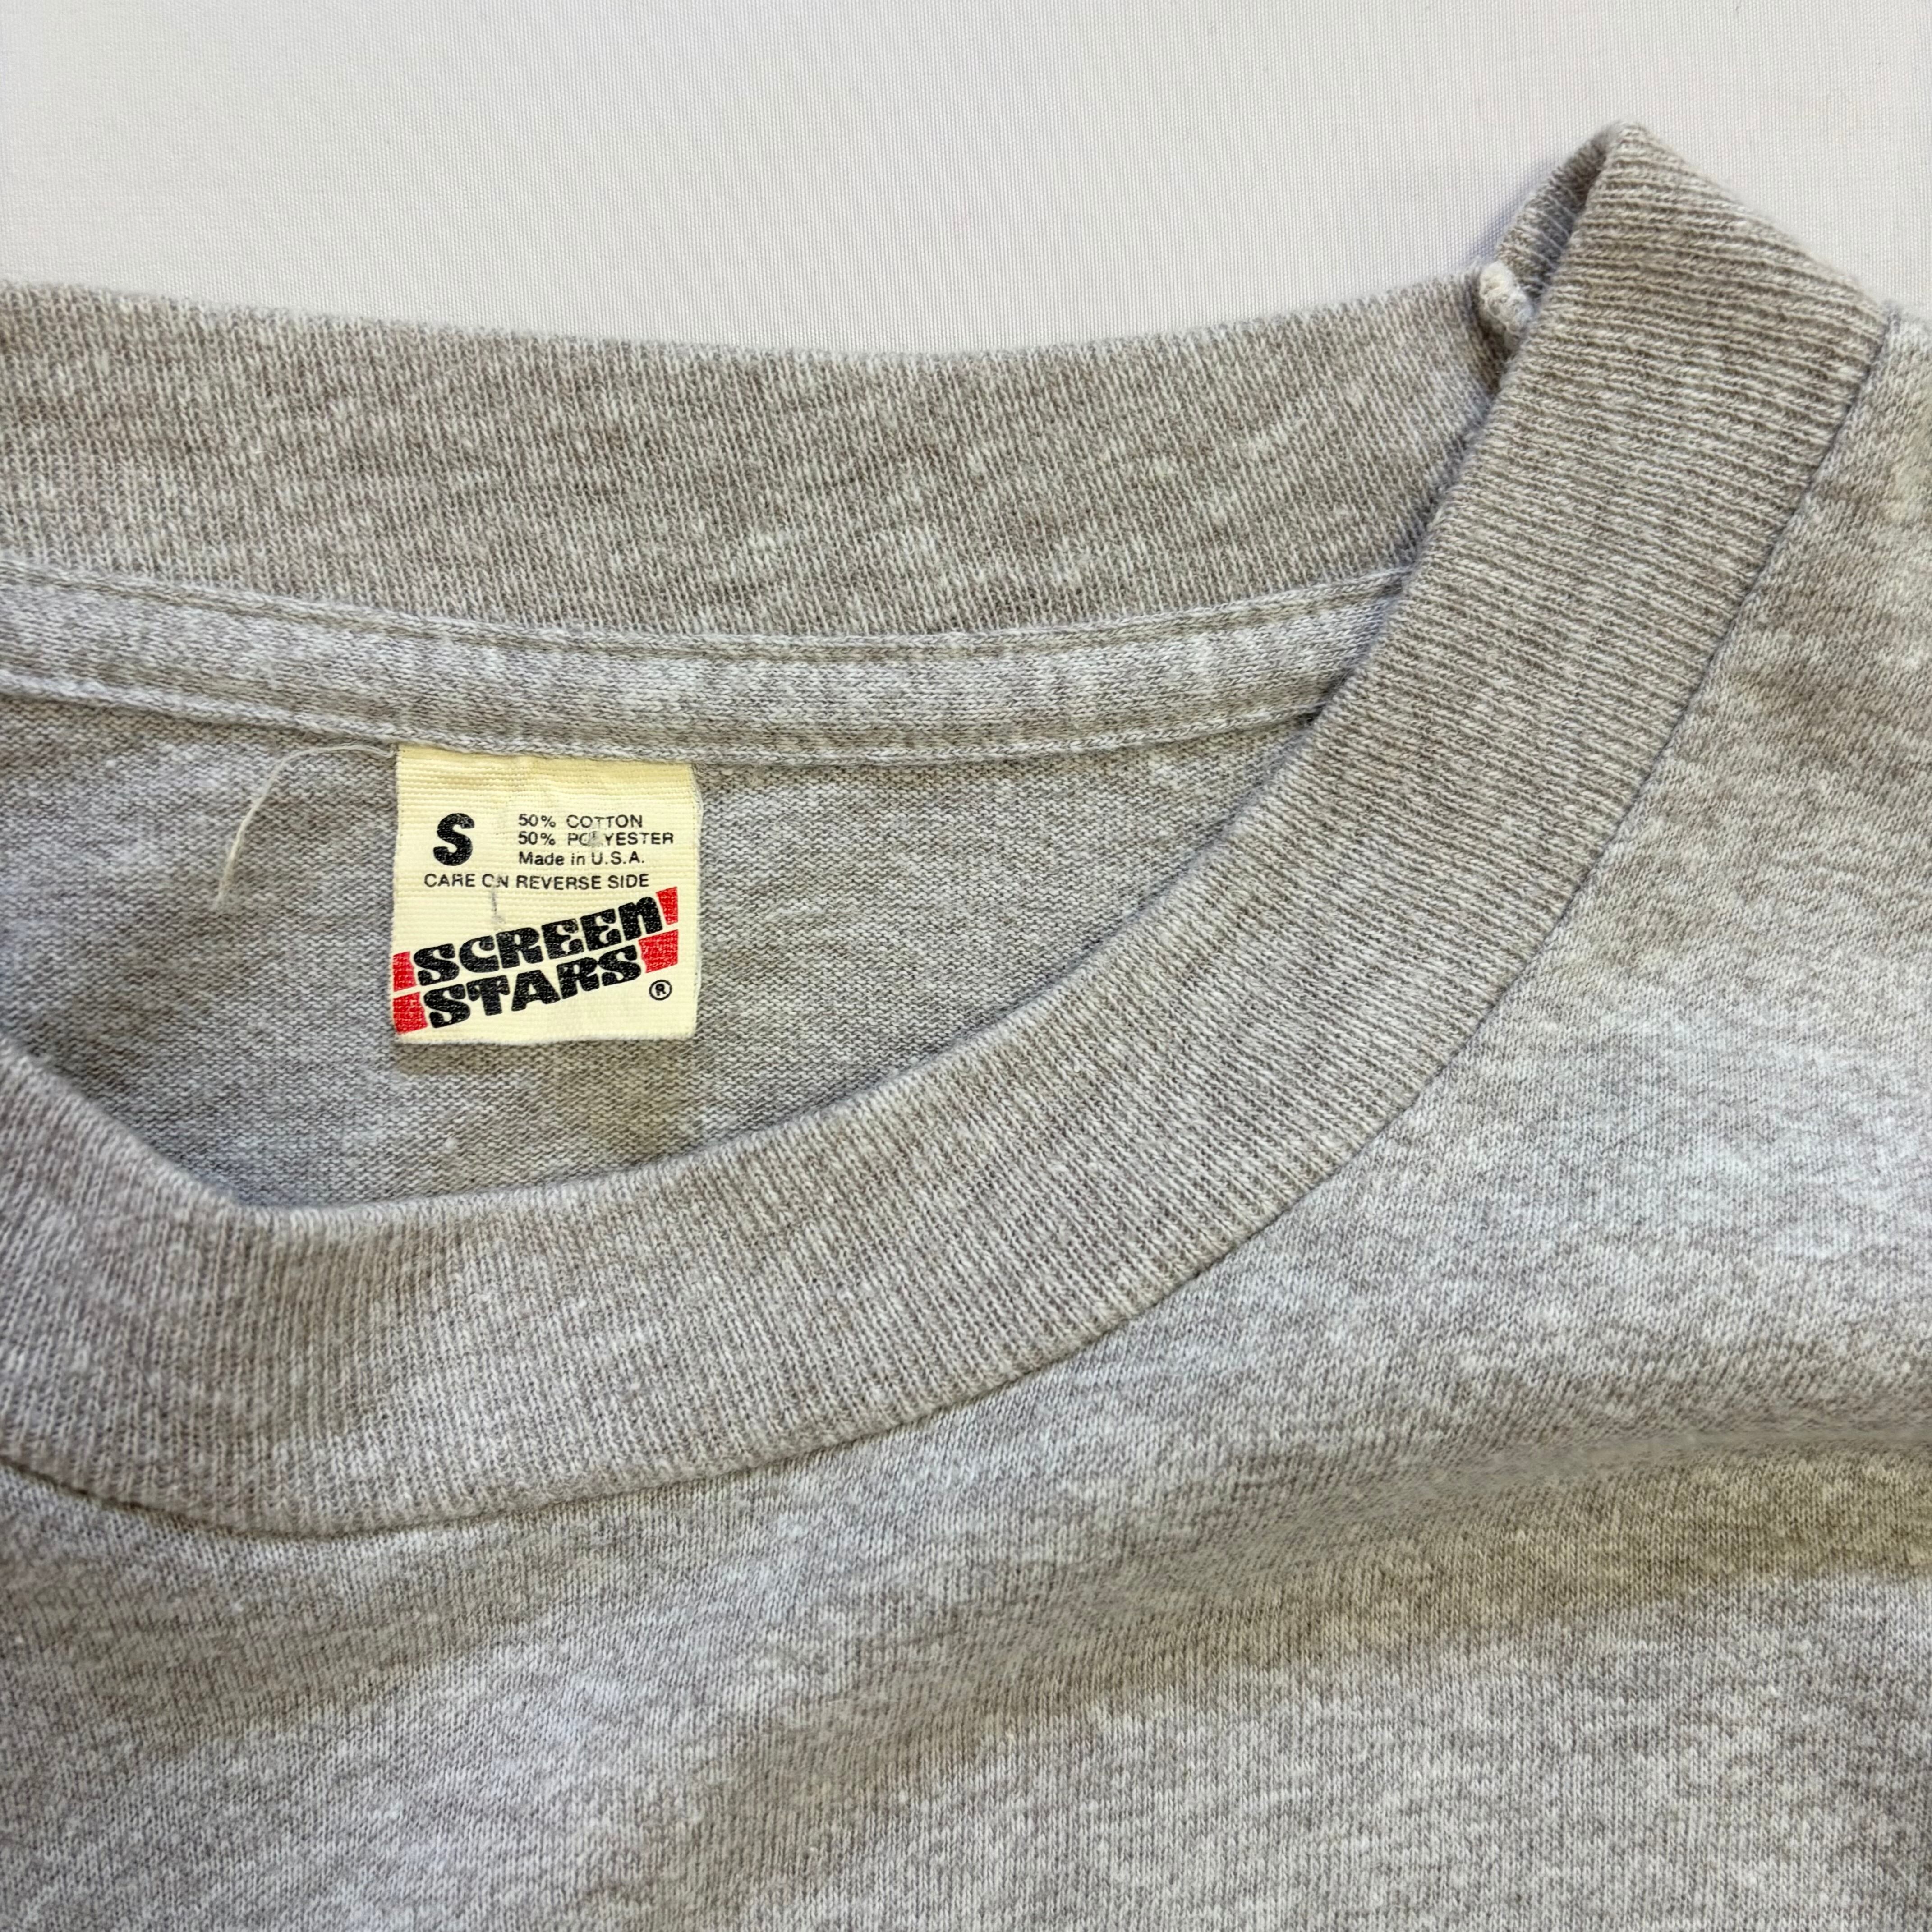 S
50% COTTON
50% POLYESTER
Made in U.S.A.
CARE ON REVERSE SIDE
SCREEN
STARS
®